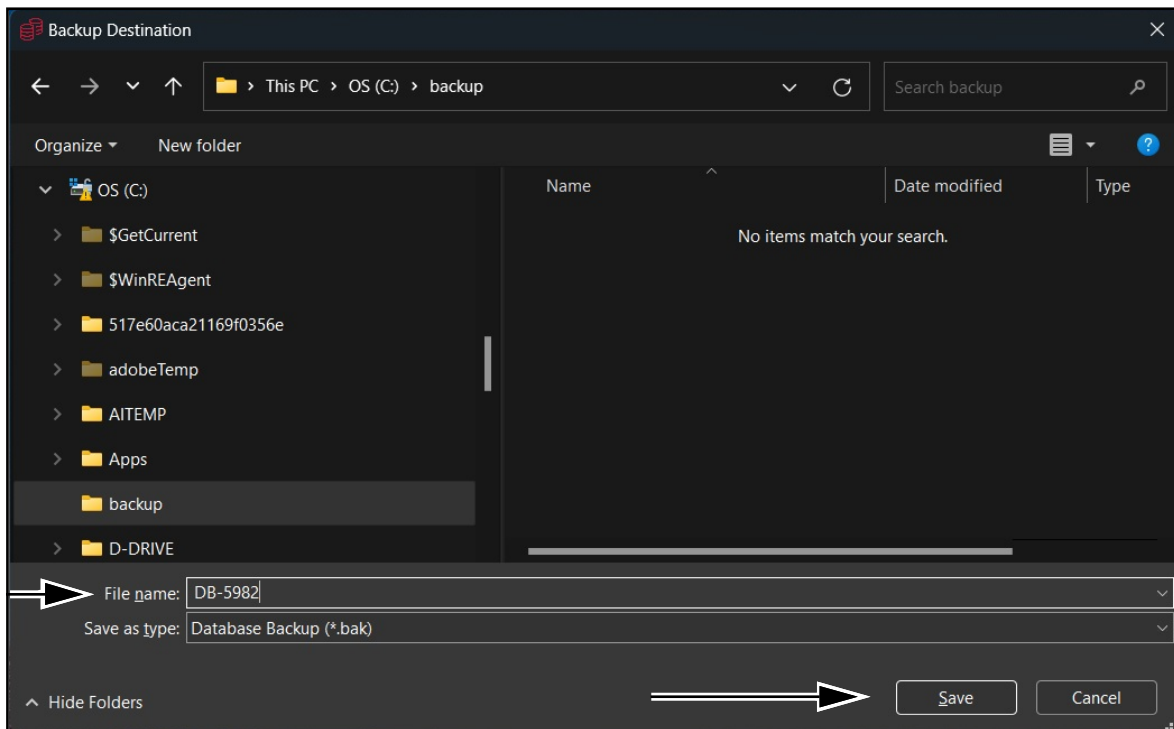 Backup Destination
This PC > OS (C:) > backup
Search backup
Organize
New folder
OS (C:)
$GetCurrent
$WinREAgent
517e60aca21169f0356e
adobeTemp
AITEMP
Apps
backup
D-DRIVE
Name
Date modified
Type
No items match your search.
File name: DB-5982
Save as type: Database Backup (*.bak)
Hide Folders
Save
Cancel